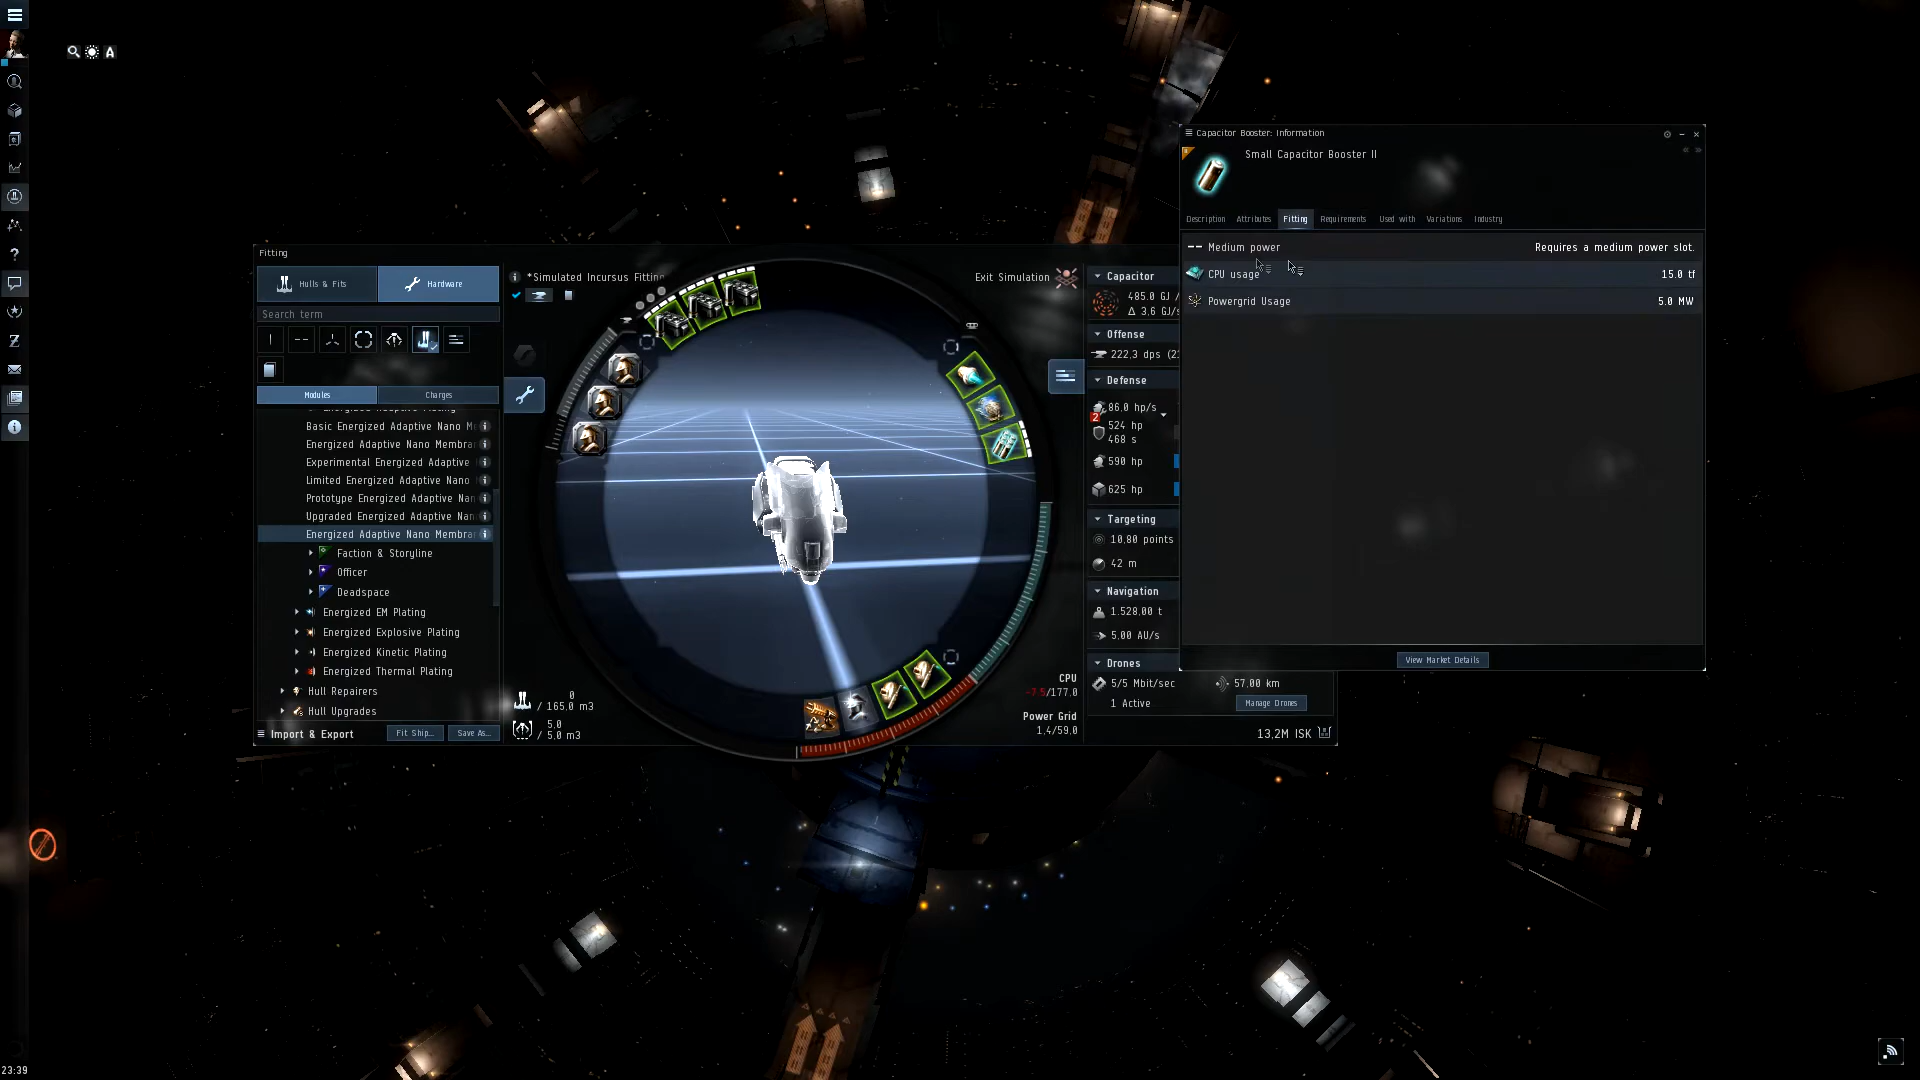 A
Fitting
Hulls & Fits
Hardware
Search term
Modules
Charges
Basic Energized Adaptive Nano M
Energized Adaptive Nano Membra
Experimental Energized Adaptive
Limited Energized Adaptive Nano
Prototype Energized Adaptive Nan
Upgraded Energized Adaptive Nan
Energized Adaptive Nano Membra
Faction & Storyline
Officer
Deadspace
Energized EM Plating
Energized Explosive Plating
Energized Kinetic Plating
Energized Thermal Plating
Hull Repairers
Hull Upgrades
Import & Export
Fit Ship...
Save As...
*Simulated Incursus Fitting
Exit Simulation
0
/ 165.0 m3
5.0
/ 5.0 m3
CPU
-7.5/177.0
Power Grid
1.4/59.0
Capacitor
485.0 GJ /
Δ 3.6 GJ/s
Offense
222.3 dps (2
Defense
86.0 hp/s
2
524 hp
468 s
590 hp
625 hp
Targeting
10.80 points
42 m
Navigation
1.528.00 t
5.00 AU/s
Drones
5/5 Mbit/sec
57.00 km
1 Active
Manage Drones
13,2M ISK
Capacitor Booster: Information
Small Capacitor Booster II
Description
Attributes
Fitting
Requirements
Used with
Variations
Industry
Medium power
Requires a medium power slot.
CPU usage
15.0 tf
Powergrid Usage
5.0 MW
View Market Details
23:39